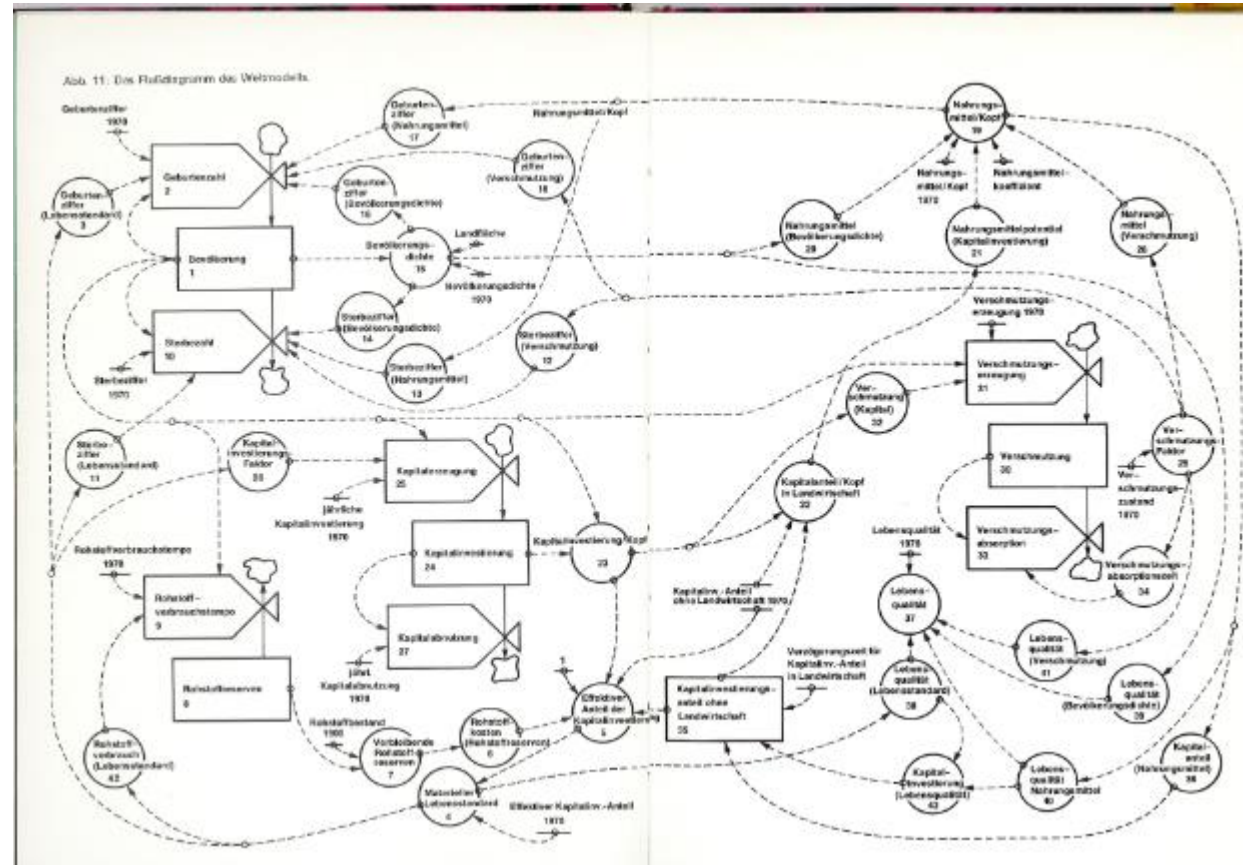 Abb. 11: Das Flußdiagramm des Weltmodells.
Geburtenziffer
1970
Geburten-
ziffer
(Nahrungsmittel)
17
Nahrungsmittel/Kopf
Nahrungs-
mittel/Kopf
19
Geburtenzahl
2
Geburten-
ziffer
(Verschmutzung)
18
Geburten-
ziffer
(Lebensstandard)
3
Geburten-
ziffer
(Bevölkerungsdichte)
16
Nahrungs-
mittel/Kopf
1970
Nahrungsmittel-
koeffizient
Landfläche
Nahrungsmittel
(Bevölkerungsdichte)
20
Nahrungsmittelpotential
(Kapitalinvestierung)
21
Nahrungs-
mittel
(Verschmutzung)
28
Bevölkerung
1
Bevölkerungs-
dichte
15
Bevölkerungsdichte
1970
Sterbeziffer
(Bevölkerungsdichte)
14
Sterbeziffer
(Verschmutzung)
12
Verschmutzungs-
erzeugung 1970
Sterbezahl
10
Sterbeziffer
1970
Sterbeziffer
(Nahrungsmittel)
13
Verschmutzungs-
erzeugung
31
Ver-
schmutzung
(Kapital)
32
Sterbe-
ziffer
(Lebensstandard)
11
Kapital-
investierungs-
Faktor
26
Kapitalerzeugung
25
Kapitalanteil/Kopf
in Landwirtschaft
22
Verschmutzung
30
Ver-
schmutzungs-
Faktor
29
jährliche
Kapitalinvestierung
1970
Ver-
schmutzungs-
zustand
1970
Kapitalinvestierung
24
Kapitalinvestierung/Kopf
23
Lebensqualität
1970
Verschmutzungs-
absorption
33
Verschmutzungs-
absorptionszeit
34
Rohstoffverbrauchstempo
1970
Rohstoff-
verbrauchstempo
9
Kapitalinv.-Anteil
ohne Landwirtschaft 1970
Lebens-
qualität
37
Kapitalabnutzung
27
jährl.
Kapitalabnutzung
1970
1
Verzögerungszeit für
Kapitalinv.-Anteil
in Landwirtschaft
Lebens-
qualität
(Verschmutzung)
41
Rohstoffreserven
8
Effektiver
Anteil der
Kapitalinvestierung
5
Kapitalinvestierungs-
anteil ohne
Landwirtschaft
35
Lebens-
qualität
(Lebensstandard)
38
Lebens-
qualität
(Bevölkerungsdichte)
39
Rohstoffbestand
Rohstoff-
kosten
(Rohstoffreserven)
6
Verbleibende
Rohstoff-
reserven
7
Rohstoff-
verbrauch
(Lebensstandard)
42
Materieller
Lebensstandard
4
Kapital-
investierung
(Lebensqualität)
43
Lebens-
qualität
Nahrungsmittel
40
Kapital-
anteil
(Nahrungsmittel)
36
Effektiver Kapitalinv.-Anteil
1970